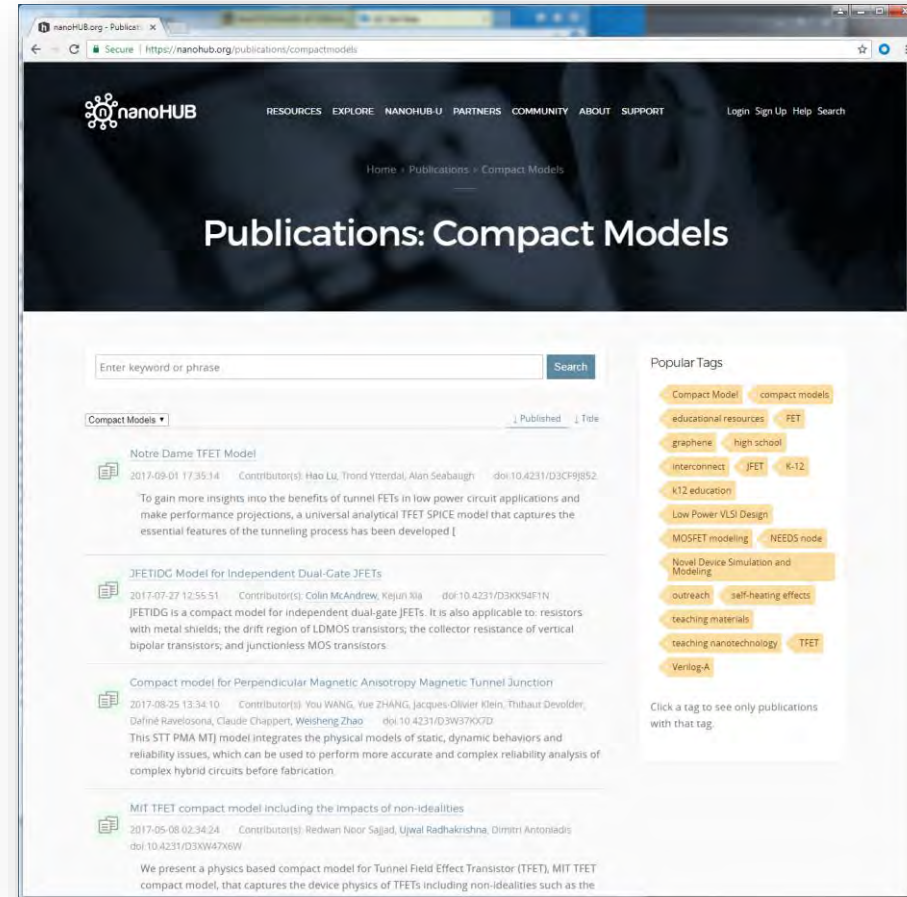 nanoHUB.org - Publicat
Secure | https://nanohub.org/publications/compactmodels
nanoHUB
RESOURCES EXPLORE NANOHUB-U PARTNERS COMMUNITY ABOUT SUPPORT
Login Sign Up Help Search
Home › Publications › Compact Models
Publications: Compact Models
Enter keyword or phrase
Search
Compact Models ▾
↓ Published ↓ Title
Notre Dame TFET Model
2017-09-01 17:35:14 Contributor(s): Hao Lu, Trond Ytterdal, Alan Seabaugh doi:10.4231/D3CF9J852
To gain more insights into the benefits of tunnel FETs in low power circuit applications and
make performance projections, a universal analytical TFET SPICE model that captures the
essential features of the tunneling process has been developed [
JFETIDG Model for Independent Dual-Gate JFETs
2017-07-27 12:55:51 Contributor(s): Colin McAndrew, Kejun Xia doi:10.4231/D3KK94F1N
JFETIDG is a compact model for independent dual-gate JFETs. It is also applicable to: resistors
with metal shields; the drift region of LDMOS transistors; the collector resistance of vertical
bipolar transistors; and junctionless MOS transistors.
Compact model for Perpendicular Magnetic Anisotropy Magnetic Tunnel Junction
2017-08-25 13:34:10 Contributor(s): You WANG, Yue ZHANG, Jacques-Olivier Klein, Thibaut Devolder,
Dafiné Ravelosona, Claude Chappert, Weisheng Zhao doi:10.4231/D3W37KX7D
This STT PMA MTJ model integrates the physical models of static, dynamic behaviors and
reliability issues, which can be used to perform more accurate and complex reliability analysis of
complex hybrid circuits before fabrication
MIT TFET compact model including the impacts of non-idealities
2017-05-08 02:34:24 Contributor(s): Redwan Noor Sajjad, Ujwal Radhakrishna, Dimitri Antoniadis
doi:10.4231/D3XW47X6W
We present a physics based compact model for Tunnel Field Effect Transistor (TFET), MIT TFET
compact model, that captures the device physics of TFETs including non-idealities such as the
Popular Tags
Compact Model compact models
educational resources FET
graphene high school
interconnect JFET K-12
k12 education
Low Power VLSI Design
MOSFET modeling NEEDS node
Novel Device Simulation and
Modeling
outreach self-heating effects
teaching materials
teaching nanotechnology TFET
Verilog-A
Click a tag to see only publications
with that tag.